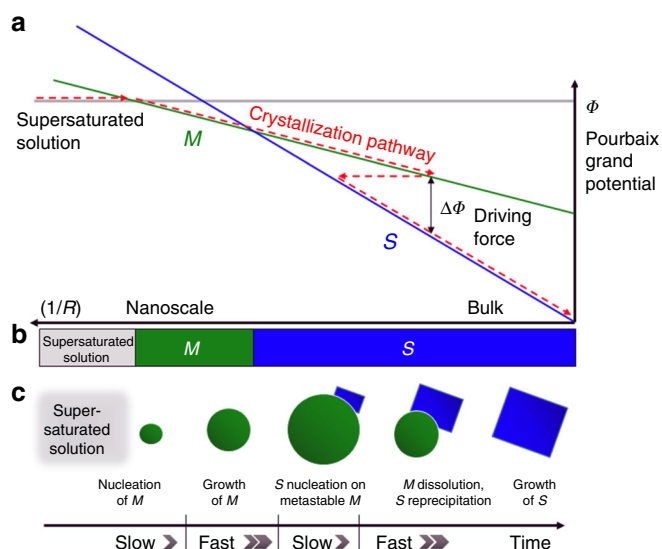 a
Supersaturated
solution
M
Crystallization pathway
Φ
Pourbaix
grand
potential
ΔΦ
Driving
force
S
(1/R)
Nanoscale
Bulk
b
Supersaturated
solution
M
S
c
Super-
saturated
solution
Nucleation
of M
Growth
of M
S nucleation on
metastable M
M dissolution,
S reprecipitation
Growth
of S
Slow
Fast
Slow
Fast
Time